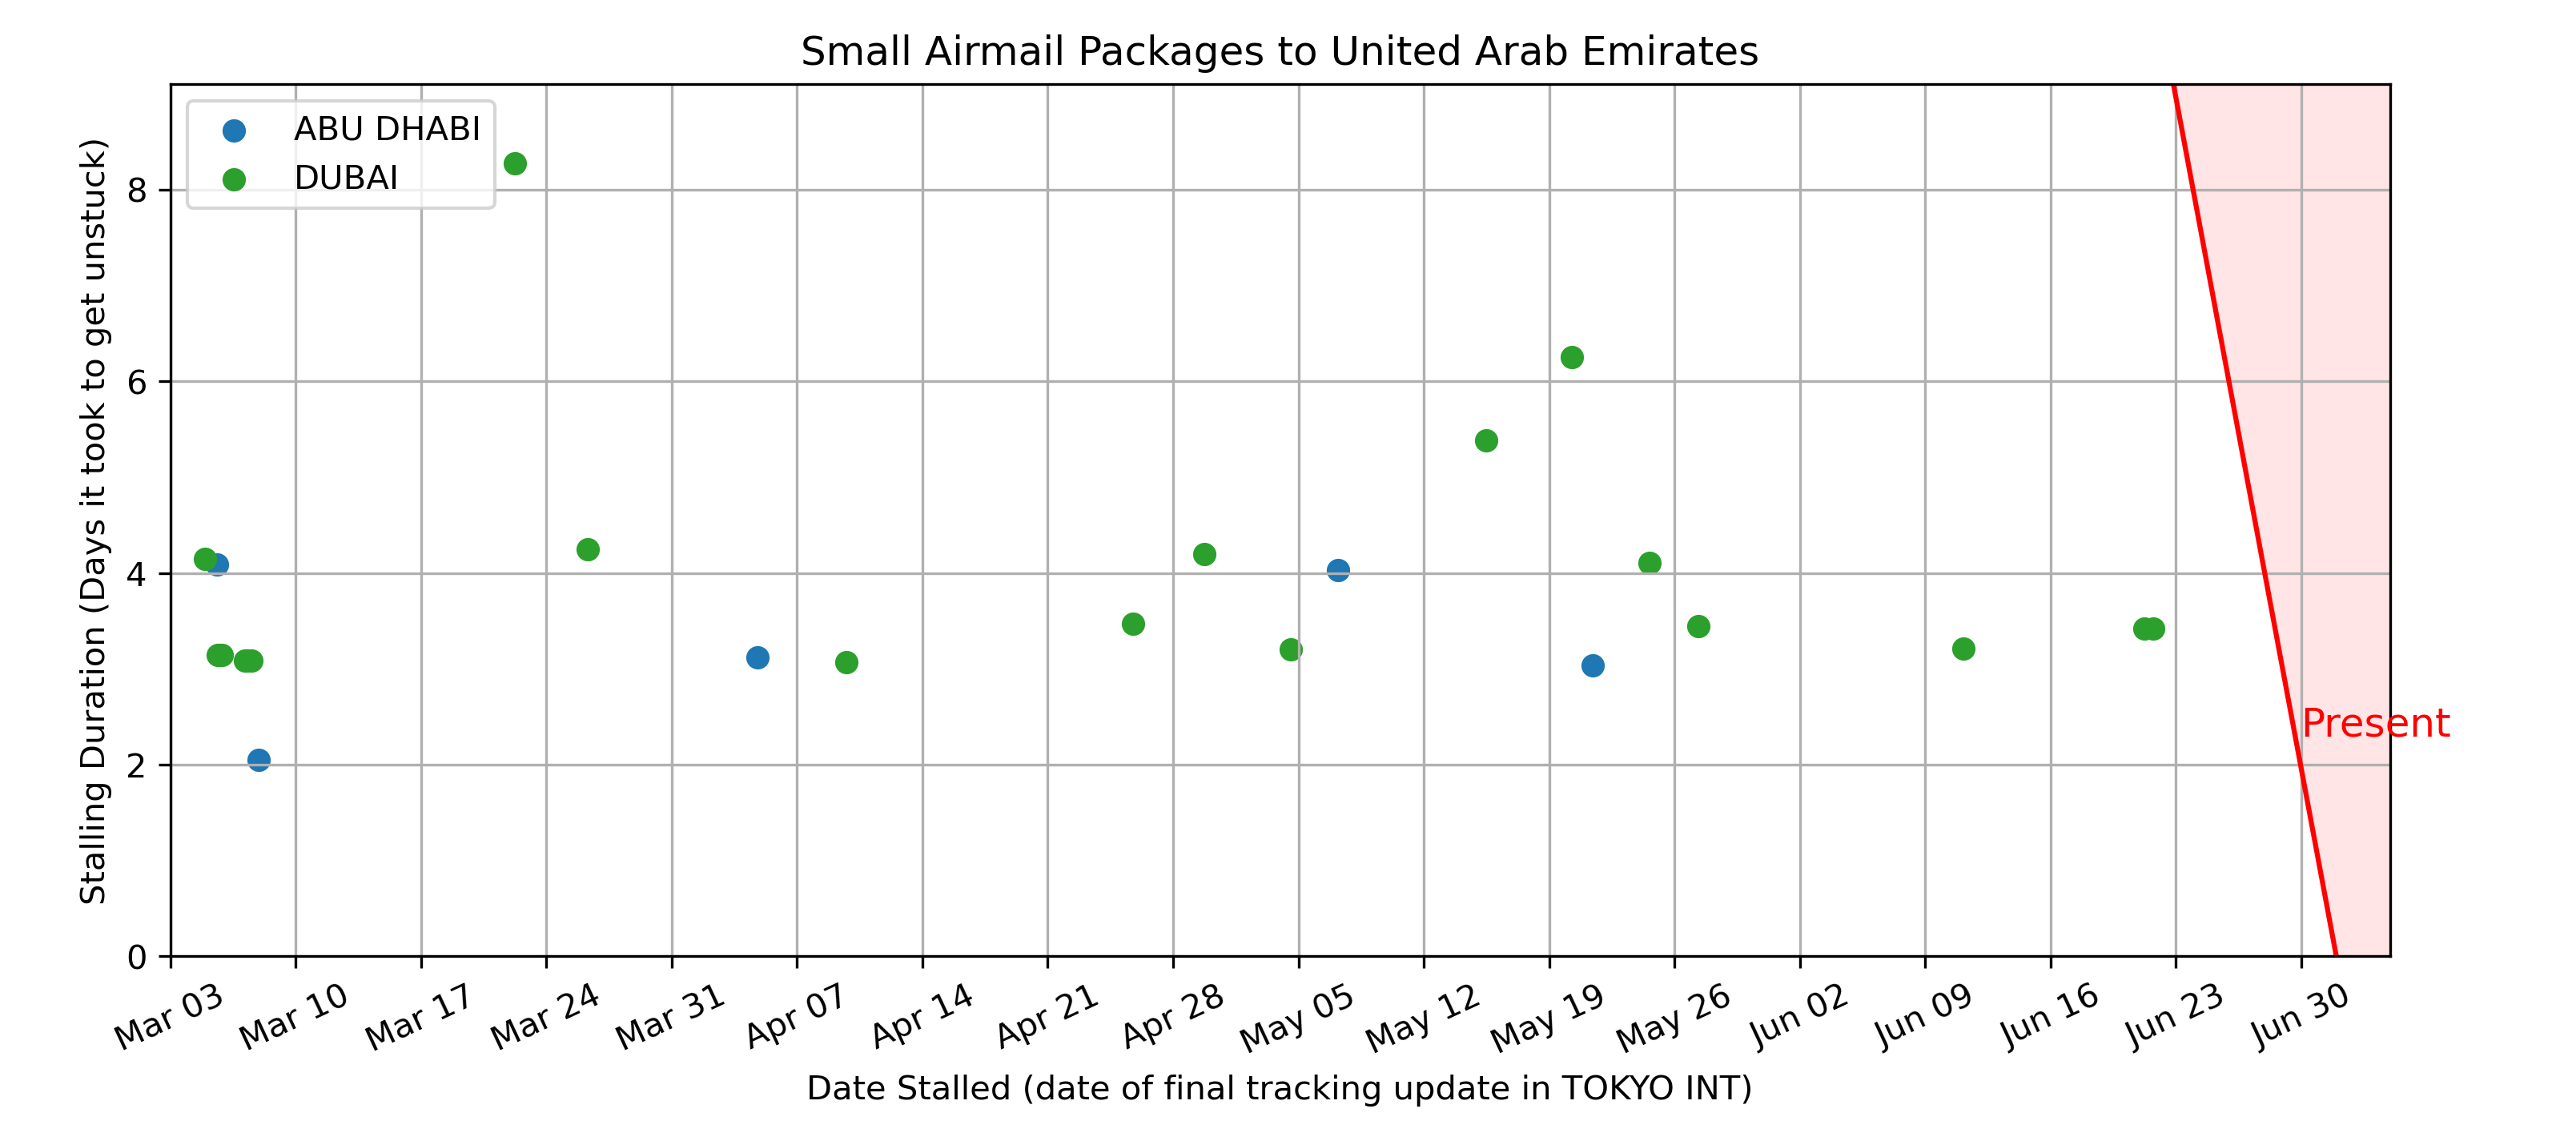 Small Airmail Packages to United Arab Emirates
ABU DHABI
DUBAI
Stalling Duration (Days it took to get unstuck)
8
6
4
2
0
Present
Mar 03
Mar 10
Mar 17
Mar 24
Mar 31
Apr 07
Apr 14
Apr 21
Apr 28
May 05
May 12
May 19
May 26
Jun 02
Jun 09
Jun 16
Jun 23
Jun 30
Date Stalled (date of final tracking update in TOKYO INT)